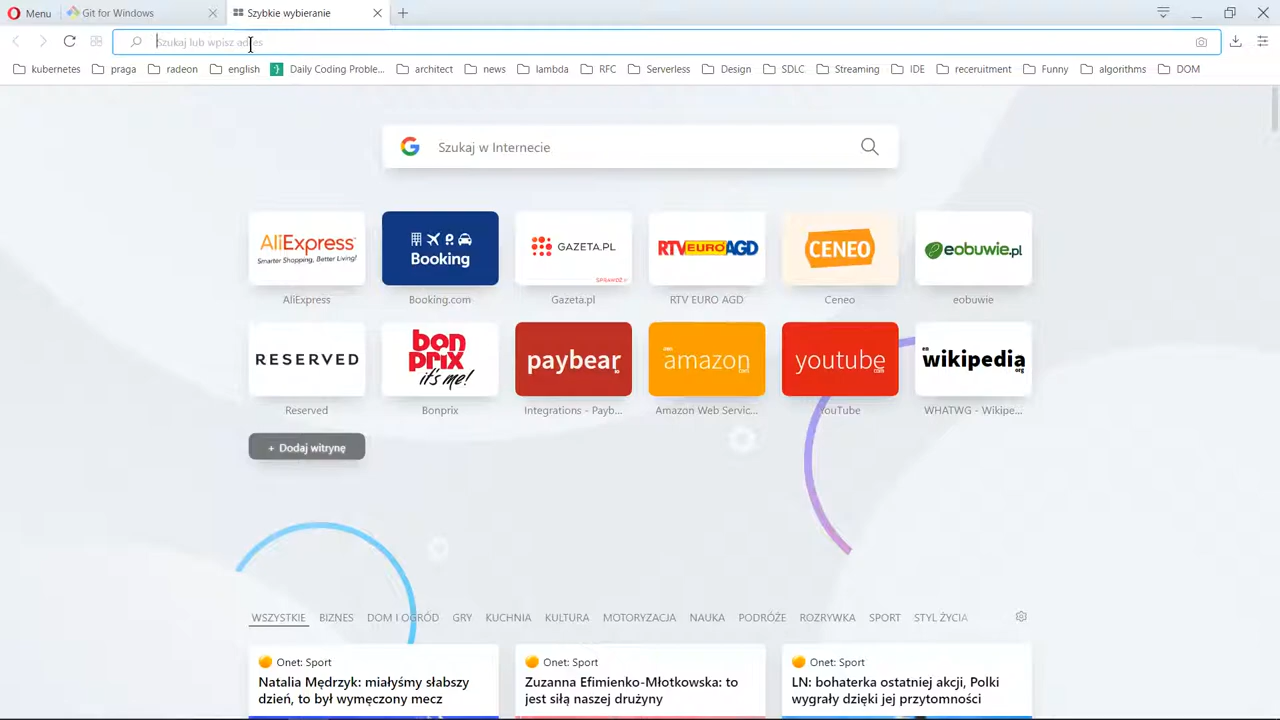 Menu
Git for Windows
Szybkie wybieranie
Szukaj lub wpisz adres
kubernetes praga radeon english Daily Coding Proble... architect news lambda RFC Serverless Design SDLC Streaming IDE recruitment Funny algorithms DOM
Szukaj w Internecie
AliExpress
Smarter Shopping, Better Living!
Booking
GAZETA.PL
SPRAWDŹ //
RTV EURO AGD
CENEO
eobuwie.pl
AliExpress Booking.com Gazeta.pl RTV EURO AGD Ceneo eobuwie
RESERVED
bon
prix
it's me!
paybear
amazon
com
youtube
com
en
wikipedia
org
Reserved Bonprix Integrations - Payb... Amazon Web Servic... YouTube WHATWG - Wikipe...
+ Dodaj witrynę
WSZYSTKIE BIZNES DOM I OGRÓD GRY KUCHNIA KULTURA MOTORYZACJA NAUKA PODRÓŻE ROZRYWKA SPORT STYL ŻYCIA
Onet: Sport
Natalia Mędrzyk: miałyśmy słabszy
dzień, to był wymęczony mecz
Onet: Sport
Zuzanna Efimienko-Młotkowska: to
jest siłą naszej drużyny
Onet: Sport
LN: bohaterka ostatniej akcji, Polki
wygrały dzięki jej przytomności